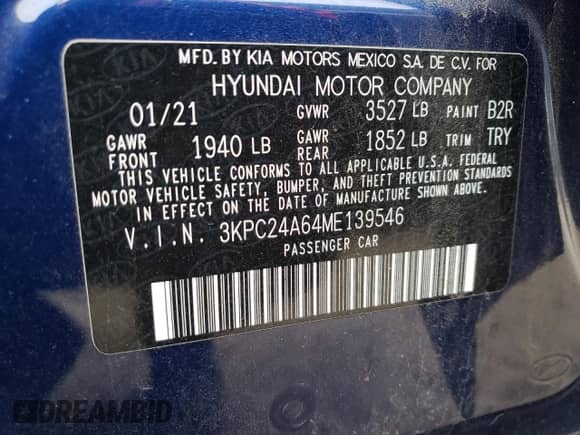 MFD. BY KIA MOTORS MEXICO S.A. DE C.V. FOR
HYUNDAI MOTOR COMPANY
01/21 GVWR 3527 LB PAINT B2R
GAWR FRONT 1940 LB GAWR REAR 1852 LB TRIM TRY
THIS VEHICLE CONFORMS TO ALL APPLICABLE U.S.A. FEDERAL
MOTOR VEHICLE SAFETY, BUMPER, AND THEFT PREVENTION STANDARDS
IN EFFECT ON THE DATE OF MANUFACTURE SHOWN ABOVE.
V.I.N. 3KPC24A64ME139546
PASSENGER CAR
DREAMBID